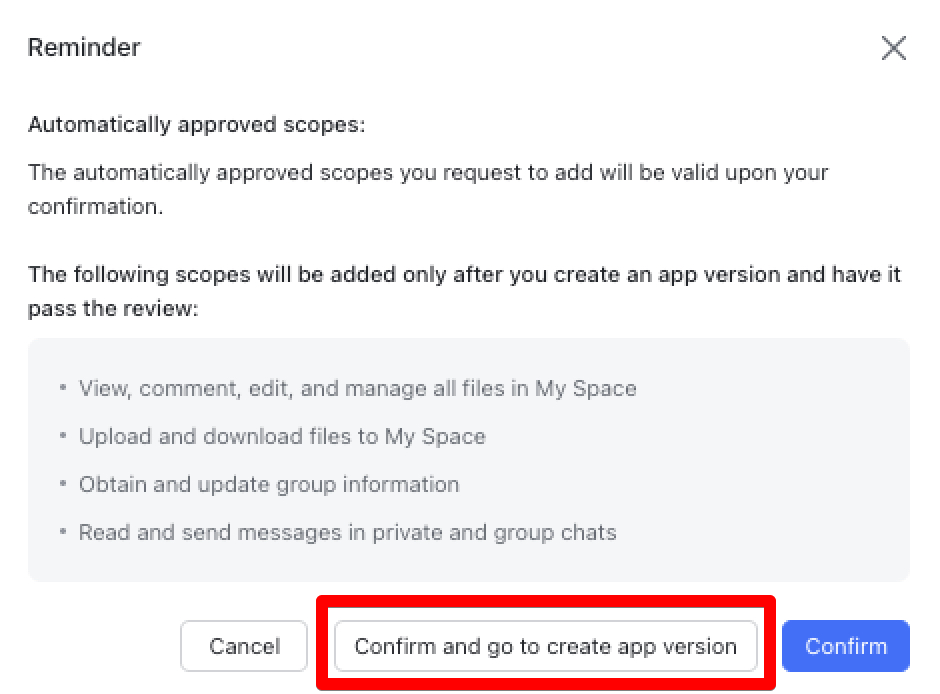 Reminder
Automatically approved scopes:
The automatically approved scopes you request to add will be valid upon your
confirmation.
The following scopes will be added only after you create an app version and have it
pass the review:
• View, comment, edit, and manage all files in My Space
• Upload and download files to My Space
• Obtain and update group information
• Read and send messages in private and group chats
Cancel Confirm and go to create app version Confirm